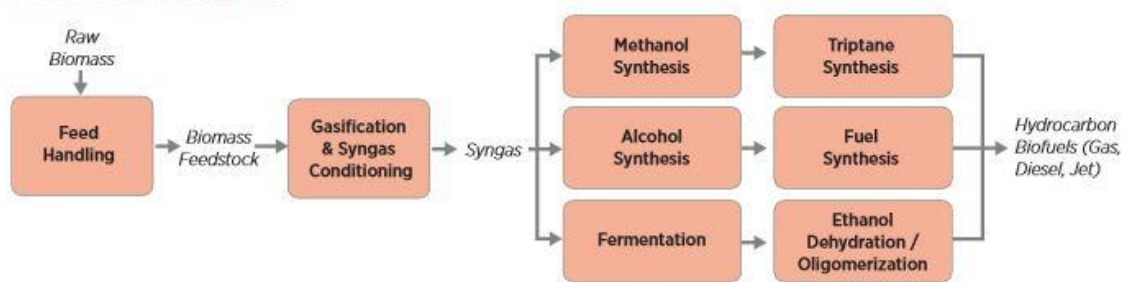 Raw
Biomass
Feed
Handling
Biomass
Feedstock
Gasification
& Syngas
Conditioning
Syngas
Methanol
Synthesis
Triptane
Synthesis
Alcohol
Synthesis
Fuel
Synthesis
Fermentation
Ethanol
Dehydration /
Oligomerization
Hydrocarbon
Biofuels (Gas,
Diesel, Jet)